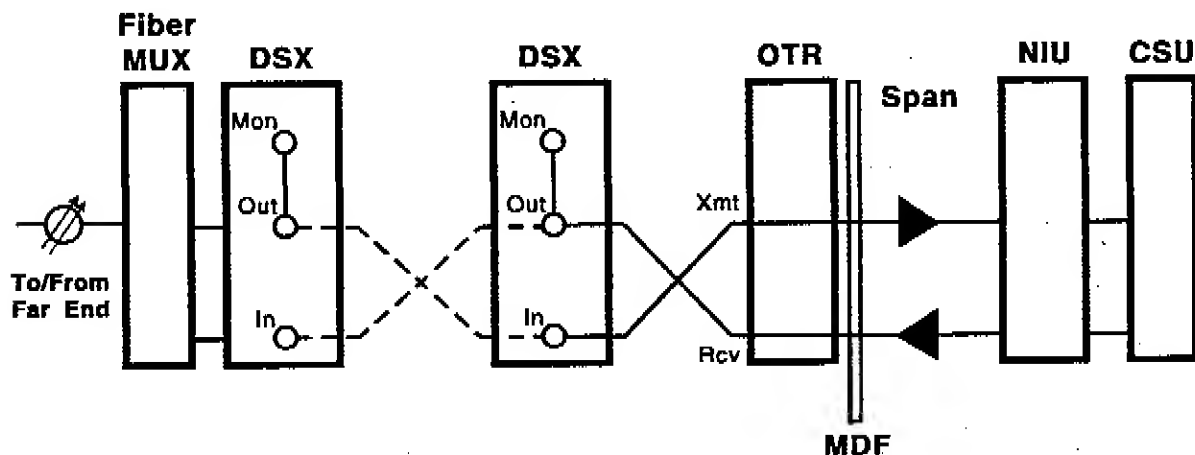 Fiber
MUX
DSX
DSX
OTR
Span
NIU
CSU
Mon
Out
In
Mon
Out
In
Xmt
Rcv
To/From
Far End
MDF